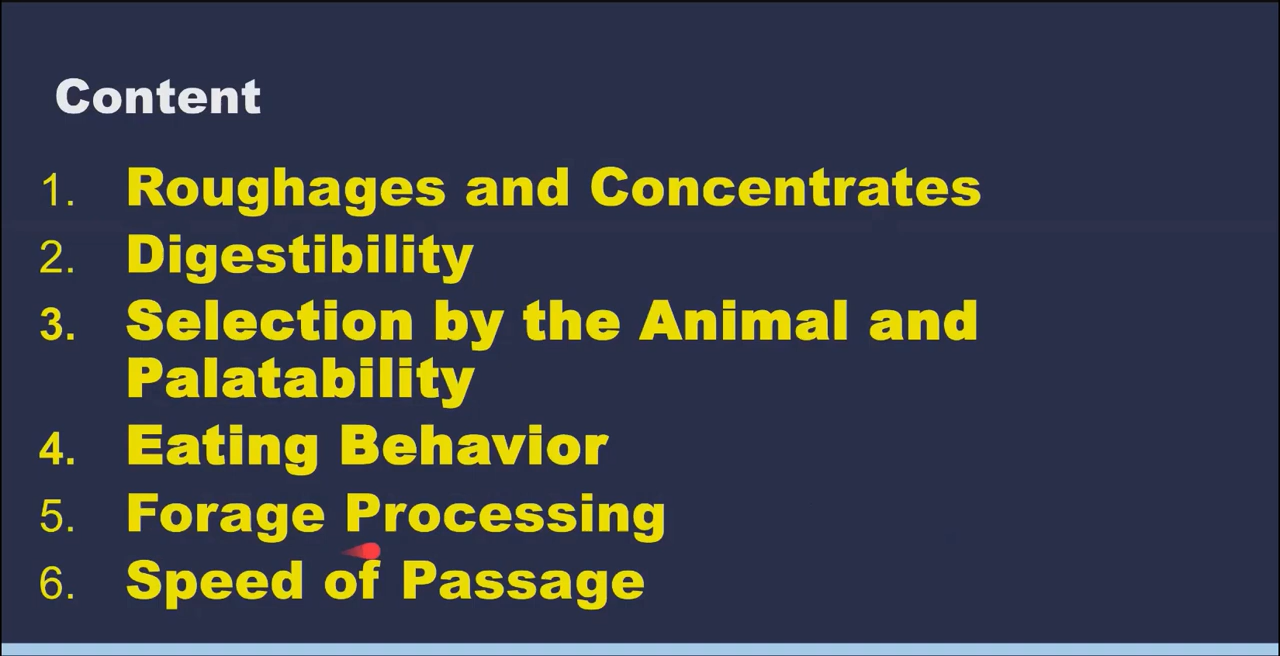 Content
1. Roughages and Concentrates
2. Digestibility
3. Selection by the Animal and
Palatability
4. Eating Behavior
5. Forage Processing
6. Speed of Passage